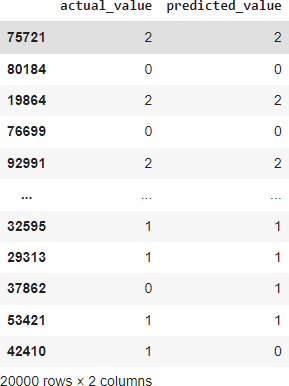 actual_value predicted_value
75721 2 2
80184 0 0
19864 2 2
76699 0 0
92991 2 2
... ... ...
32595 1 1
29313 1 1
37862 0 1
53421 1 1
42410 1 0
20000 rows × 2 columns